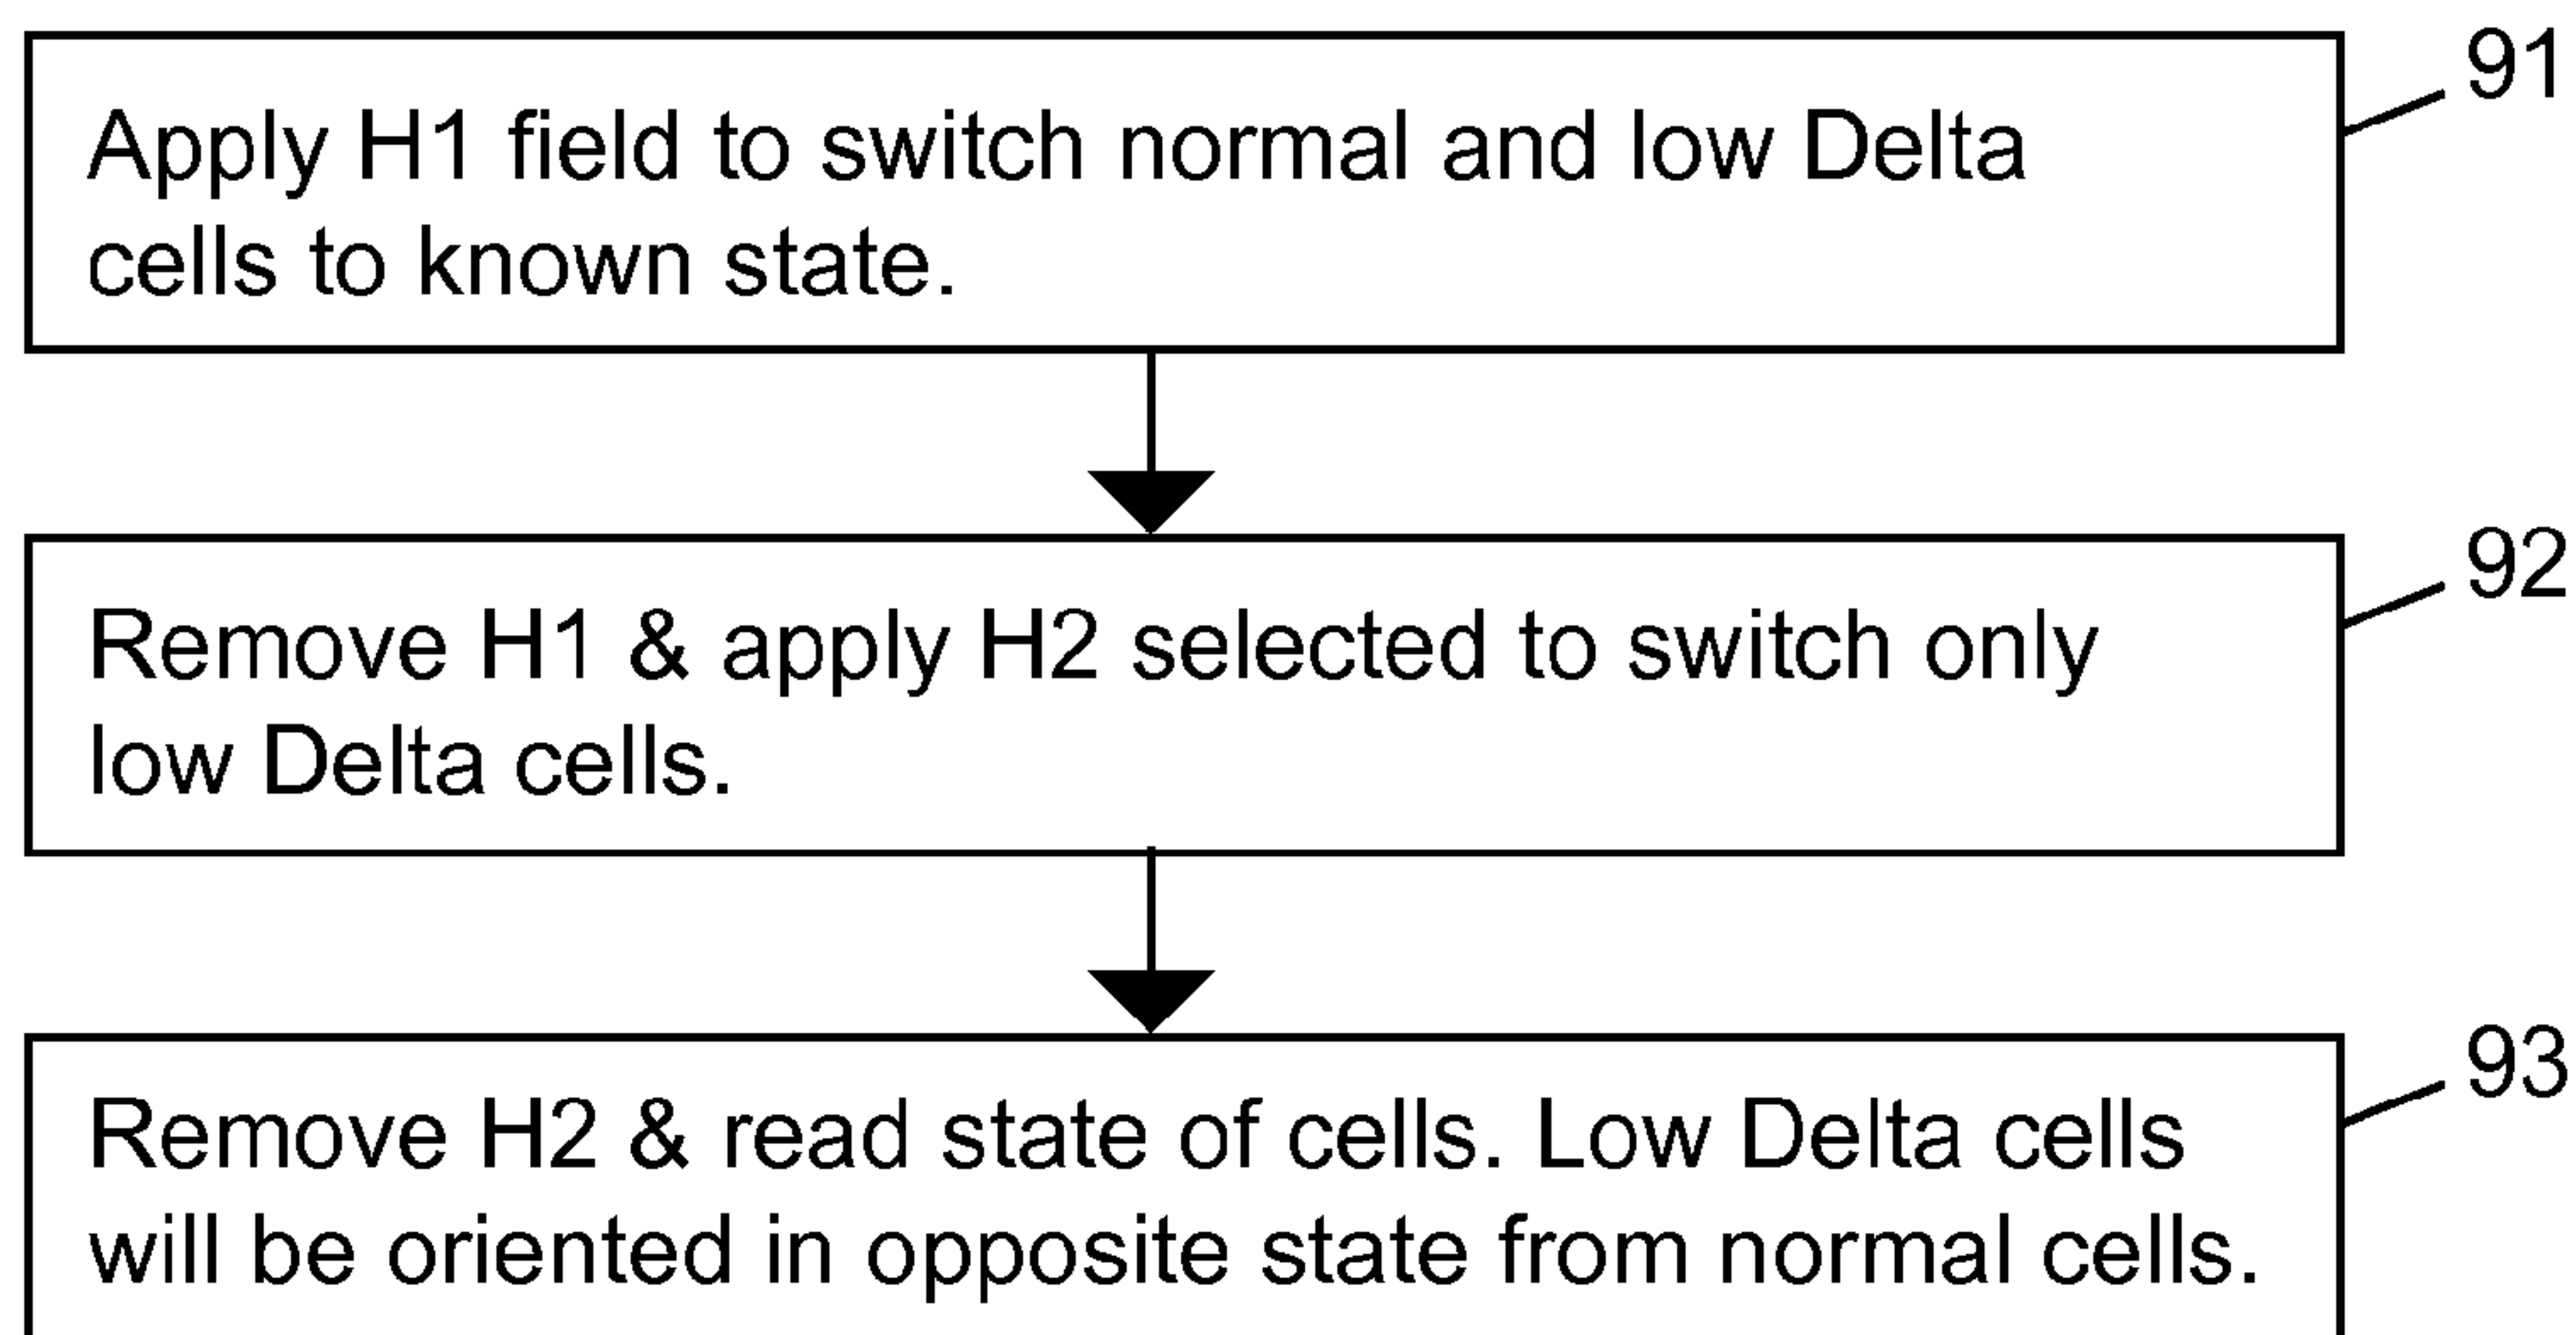 Apply H1 field to switch normal and low Delta
cells to known state.
91
Remove H1 & apply H2 selected to switch only
low Delta cells.
92
Remove H2 & read state of cells. Low Delta cells
will be oriented in opposite state from normal cells.
93